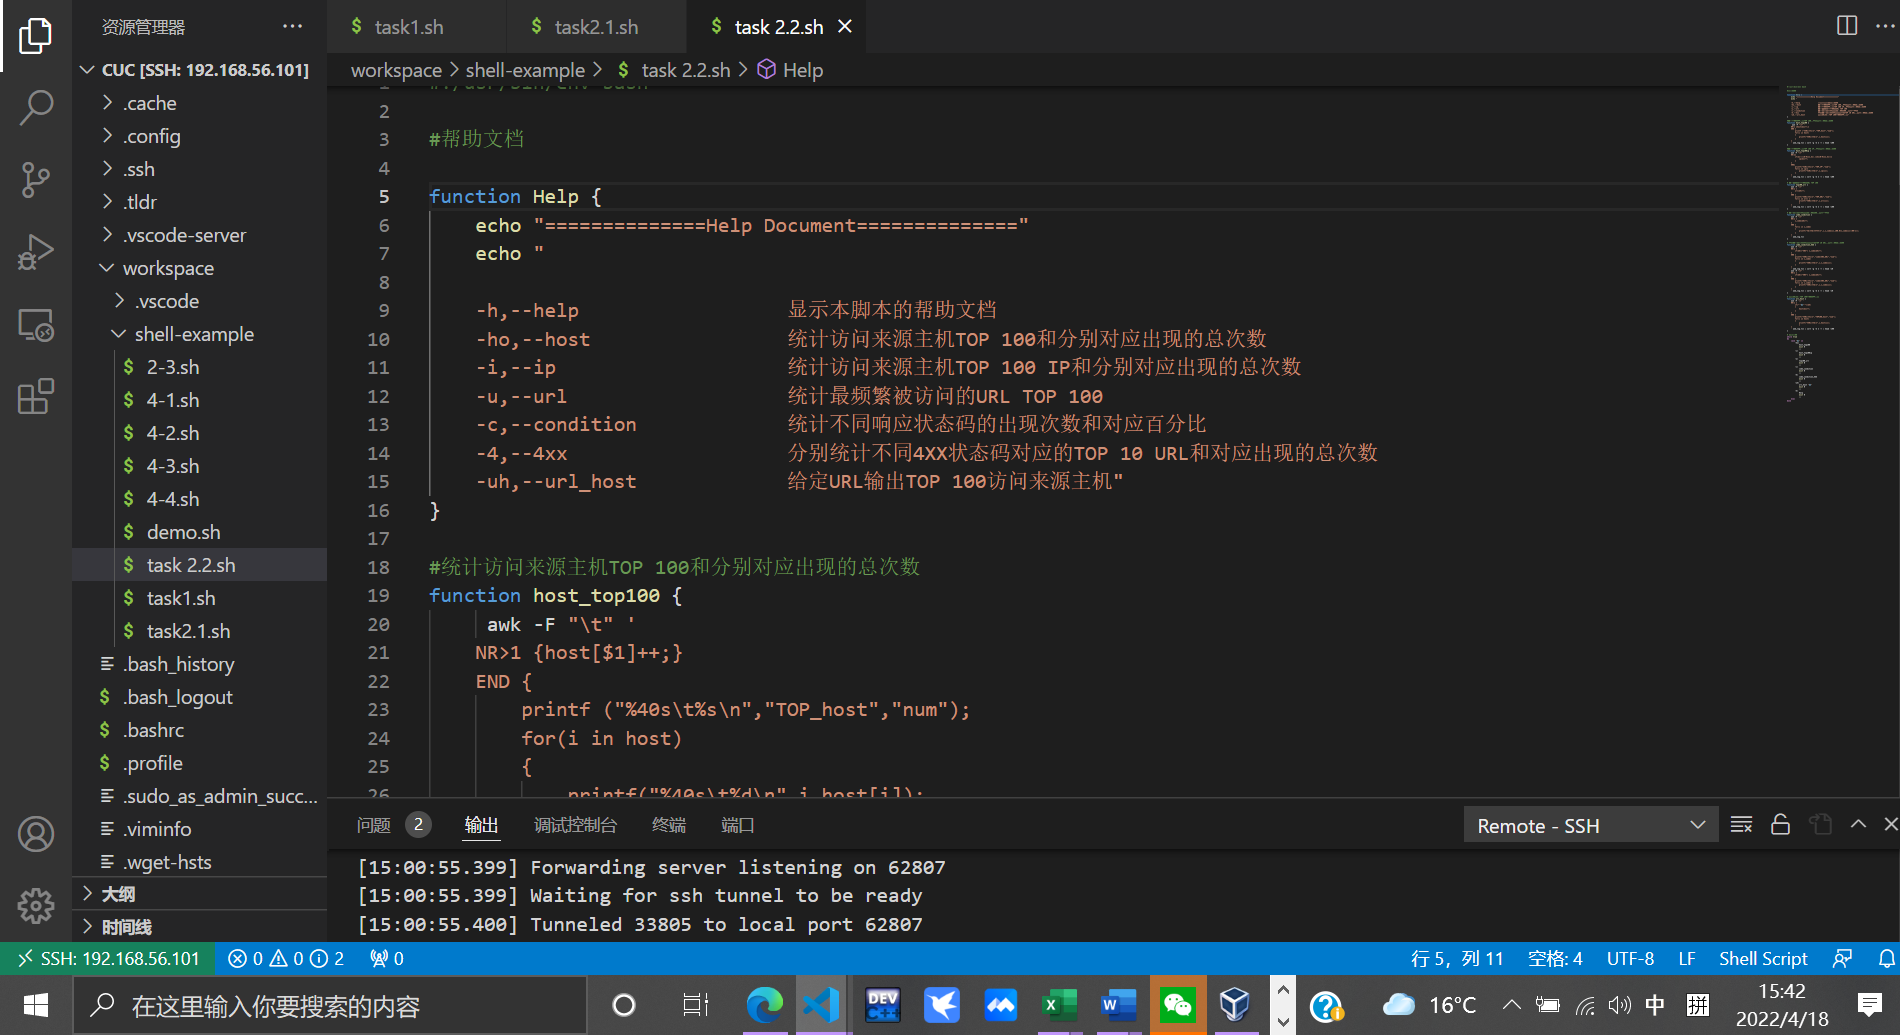 资源管理器
task1.sh
task2.1.sh
task 2.2.sh
workspace > shell-example > $ task 2.2.sh > Help
CUC [SSH: 192.168.56.101]
.cache
.config
.ssh
.tldr
.vscode-server
workspace
.vscode
shell-example
$ 2-3.sh
$ 4-1.sh
$ 4-2.sh
$ 4-3.sh
$ 4-4.sh
$ demo.sh
$ task 2.2.sh
$ task1.sh
$ task2.1.sh
.bash_history
$ .bash_logout
$ .bashrc
$ .profile
.sudo_as_admin_succ...
.viminfo
.wget-hsts
大纲
时间线
1 #!/usr/bin/env bash
2
3 #帮助文档
4
5 function Help {
6 echo "==============Help Document=============="
7 echo "
8
9 -h,--help 显示本脚本的帮助文档
10 -ho,--host 统计访问来源主机TOP 100和分别对应出现的总次数
11 -i,--ip 统计访问来源主机TOP 100 IP和分别对应出现的总次数
12 -u,--url 统计最频繁被访问的URL TOP 100
13 -c,--condition 统计不同响应状态码的出现次数和对应百分比
14 -4,--4xx 分别统计不同4XX状态码对应的TOP 10 URL和对应出现的总次数
15 -uh,--url_host 给定URL输出TOP 100访问来源主机"
16 }
17
18 #统计访问来源主机TOP 100和分别对应出现的总次数
19 function host_top100 {
20 awk -F "\t" '
21 NR>1 {host[$1]++;}
22 END {
23 printf ("%40s\t%s\n","TOP_host","num");
24 for(i in host)
25 {
26 printf("%40s\t%d\n",i,host[i]);
问题 2 输出 调试控制台 终端 端口
Remote - SSH
[15:00:55.399] Forwarding server listening on 62807
[15:00:55.399] Waiting for ssh tunnel to be ready
[15:00:55.400] Tunneled 33805 to local port 62807
SSH: 192.168.56.101 0 0 2 0
行 5，列 11 空格: 4 UTF-8 LF Shell Script
在这里输入你要搜索的内容
DEV C++
16°C
中
拼
15:42
2022/4/18